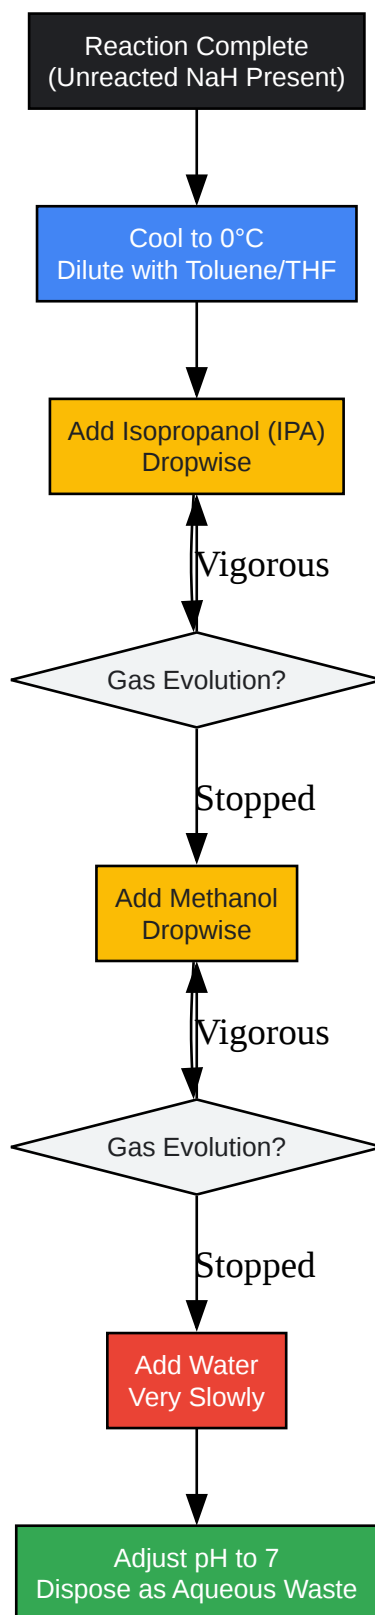 Reaction Complete
(Unreacted NaH Present)
Cool to 0°C
Dilute with Toluene/THF
Add Isopropanol (IPA)
Dropwise
Vigorous
Gas Evolution?
Stopped
Add Methanol
Dropwise
Vigorous
Gas Evolution?
Stopped
Add Water
Very Slowly
Adjust pH to 7
Dispose as Aqueous Waste